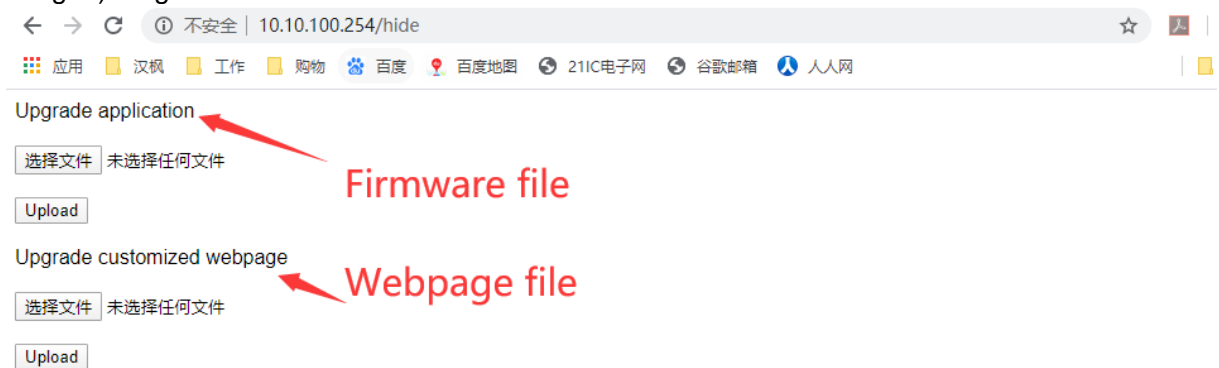 不安全 | 10.10.100.254/hide
应用 汉枫 工作 购物 百度 百度地图 21IC电子网 谷歌邮箱 人人网
Upgrade application
选择文件 未选择任何文件
Firmware file
Upload
Upgrade customized webpage
Webpage file
选择文件 未选择任何文件
Upload